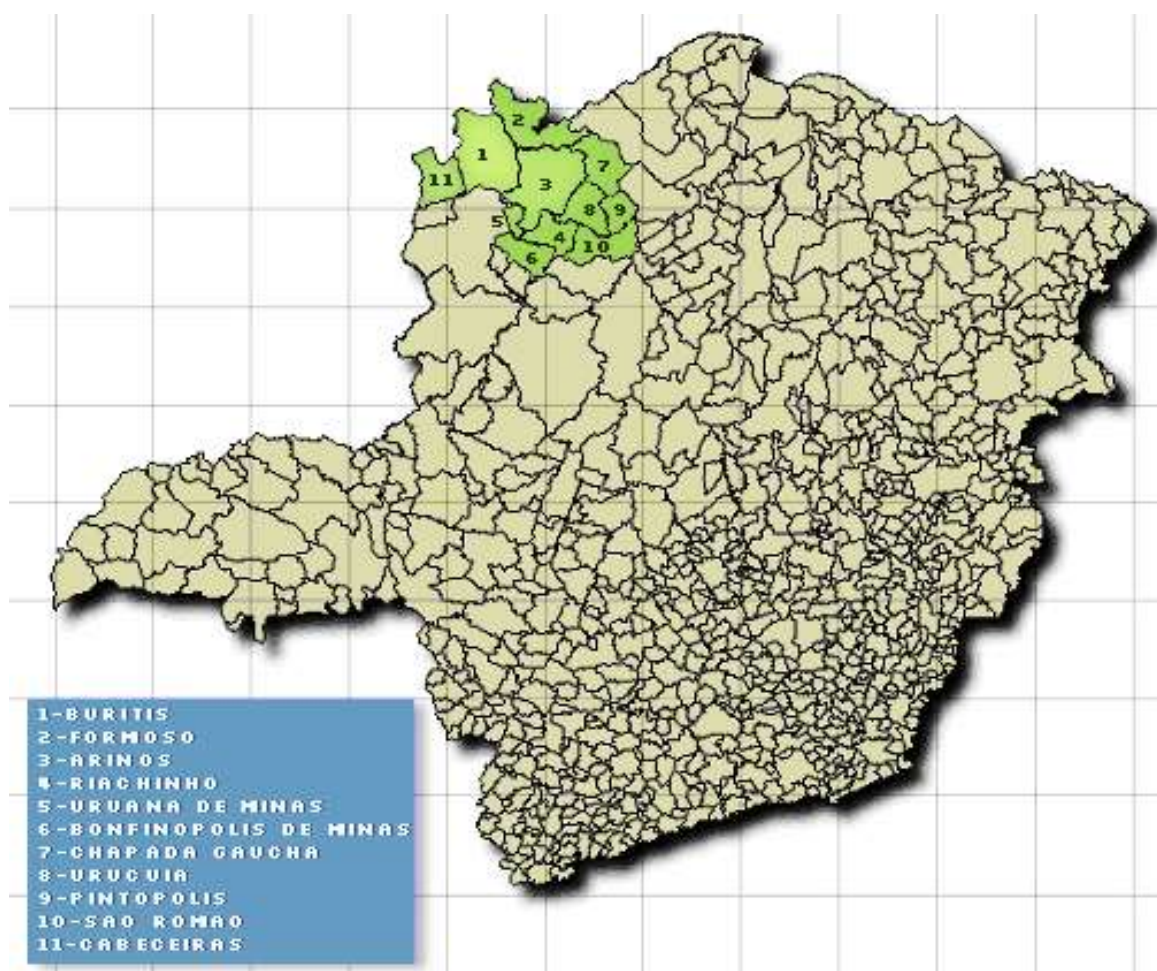 2
1
7
11
3
8
9
5
4
10
6
1-BURITIS
2-FORMOSO
3-ARINOS
4-RIACHINHO
5-URUANA DE MINAS
6-BONFINOPOLIS DE MINAS
7-CHAPADA GAUCHA
8-URUCUIA
9-PINTOPOLIS
10-SAO ROMAO
11-CABECEIRAS